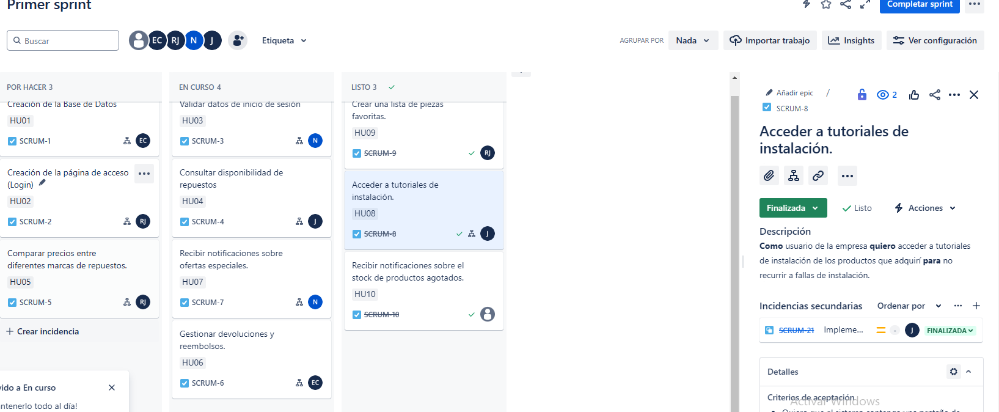 Primer sprint
Completar sprint
Buscar
EC
RJ
N
J
Etiqueta
AGRUPAR POR
Nada
Importar trabajo
Insights
Ver configuración
POR HACER 3
Creación de la Base de Datos
HU01
SCRUM-1
EC
Creación de la página de acceso
(Login)
HU02
SCRUM-2
RJ
Comparar precios entre
diferentes marcas de repuestos.
HU05
SCRUM-5
RJ
+ Crear incidencia
vido a En curso
ntenerlo todo al día!
EN CURSO 4
Validar datos de inicio de sesión
HU03
SCRUM-3
N
Consultar disponibilidad de
repuestos
HU04
SCRUM-4
J
Recibir notificaciones sobre
ofertas especiales.
HU07
SCRUM-7
N
Gestionar devoluciones y
reembolsos.
HU06
SCRUM-6
EC
LISTO 3
Crear una lista de piezas
favoritas.
HU09
SCRUM-9
RJ
Acceder a tutoriales de
instalación.
HU08
SCRUM-8
J
Recibir notificaciones sobre el
stock de productos agotados.
HU10
SCRUM-10
Añadir epic /
2
SCRUM-8
Acceder a tutoriales de
instalación.
Finalizada
Listo
Acciones
Descripción
Como usuario de la empresa quiero acceder a tutoriales
de instalación de los productos que adquirí para no
recurrir a fallas de instalación.
Incidencias secundarias
Ordenar por
SCRUM-21
Impleme...
-
J
FINALIZADA
Detalles
Criterios de aceptación
Activar Windows
Quiero que el sistema contenga una pestaña de